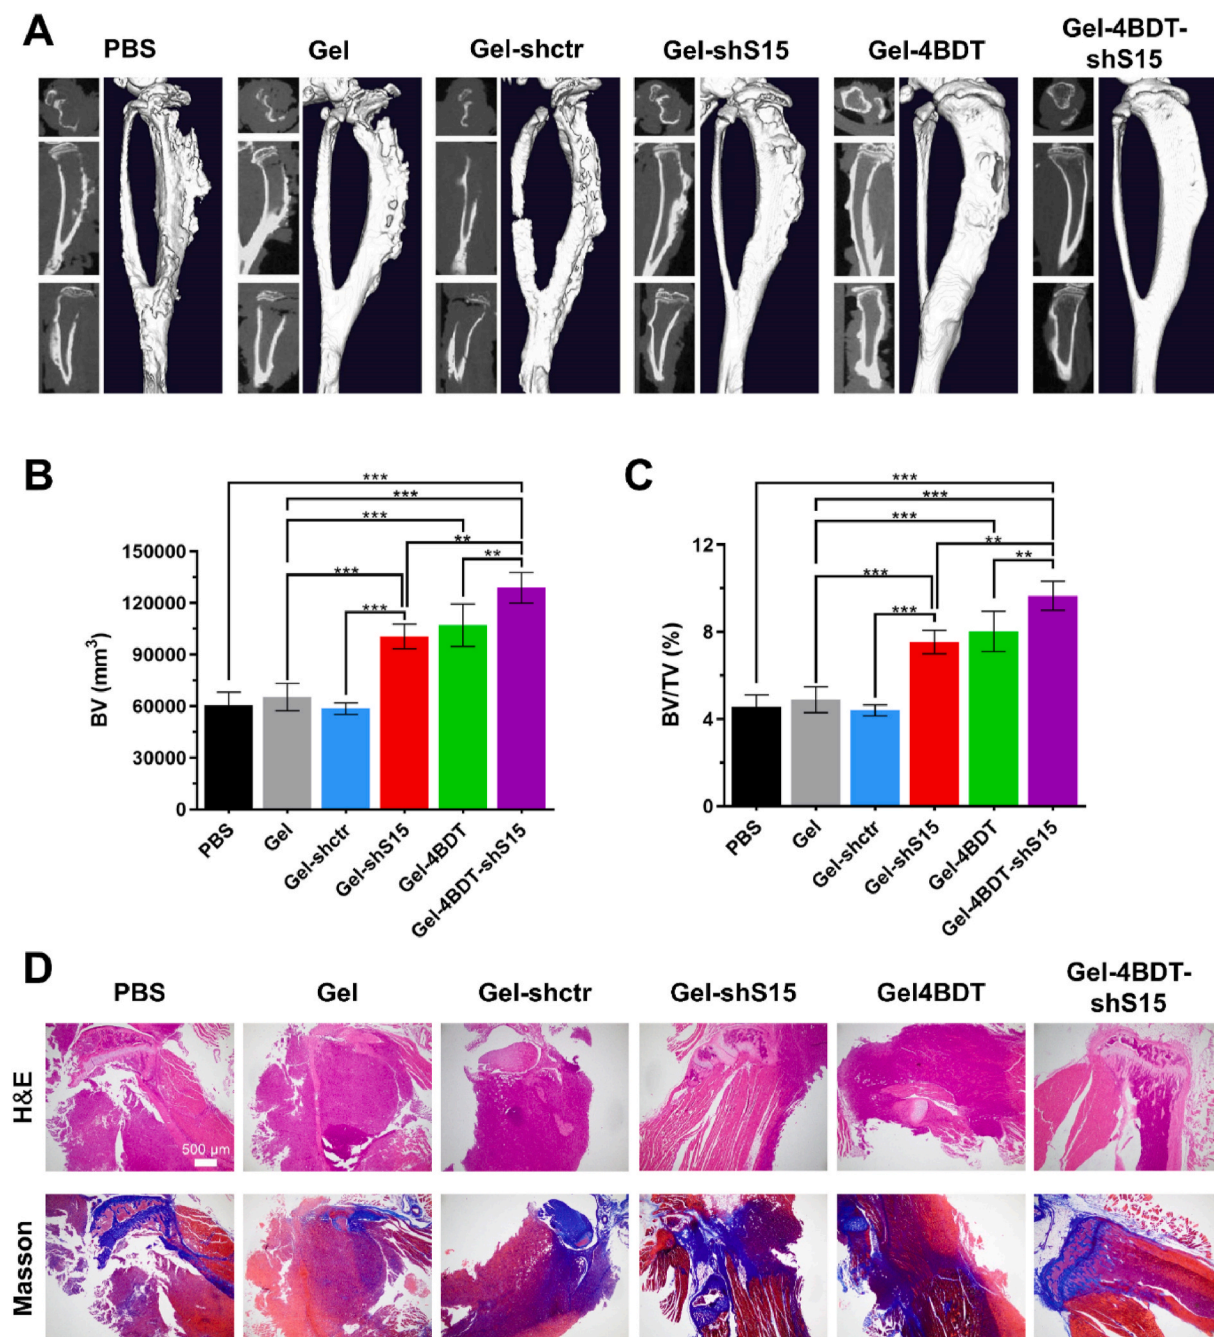 A
PBS
Gel
Gel-shctr
Gel-shS15
Gel-4BDT
Gel-4BDT-
shS15
B
***
***
***
**
**
***
***
BV (mm³)
150000
120000
90000
60000
30000
0
PBS
Gel
Gel-shctr
Gel-shS15
Gel-4BDT
Gel-4BDT-shS15
C
***
***
***
**
**
***
***
BV/TV (%)
12
8
4
0
PBS
Gel
Gel-shctr
Gel-shS15
Gel-4BDT
Gel-4BDT-shS15
D
PBS
Gel
Gel-shctr
Gel-shS15
Gel4BDT
Gel-4BDT-
shS15
H&E
500 µm
Masson